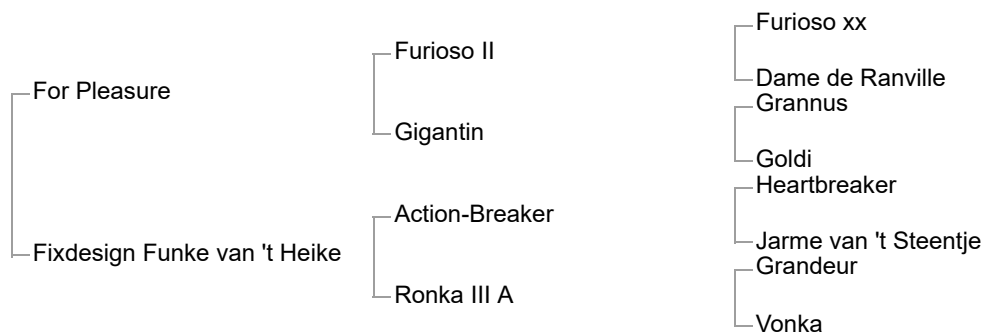 Furioso xx
Furioso II
Dame de Ranville
For Pleasure
Grannus
Gigantin
Goldi
Heartbreaker
Action-Breaker
Jarme van 't Steentje
Fixdesign Funke van 't Heike
Grandeur
Ronka III A
Vonka